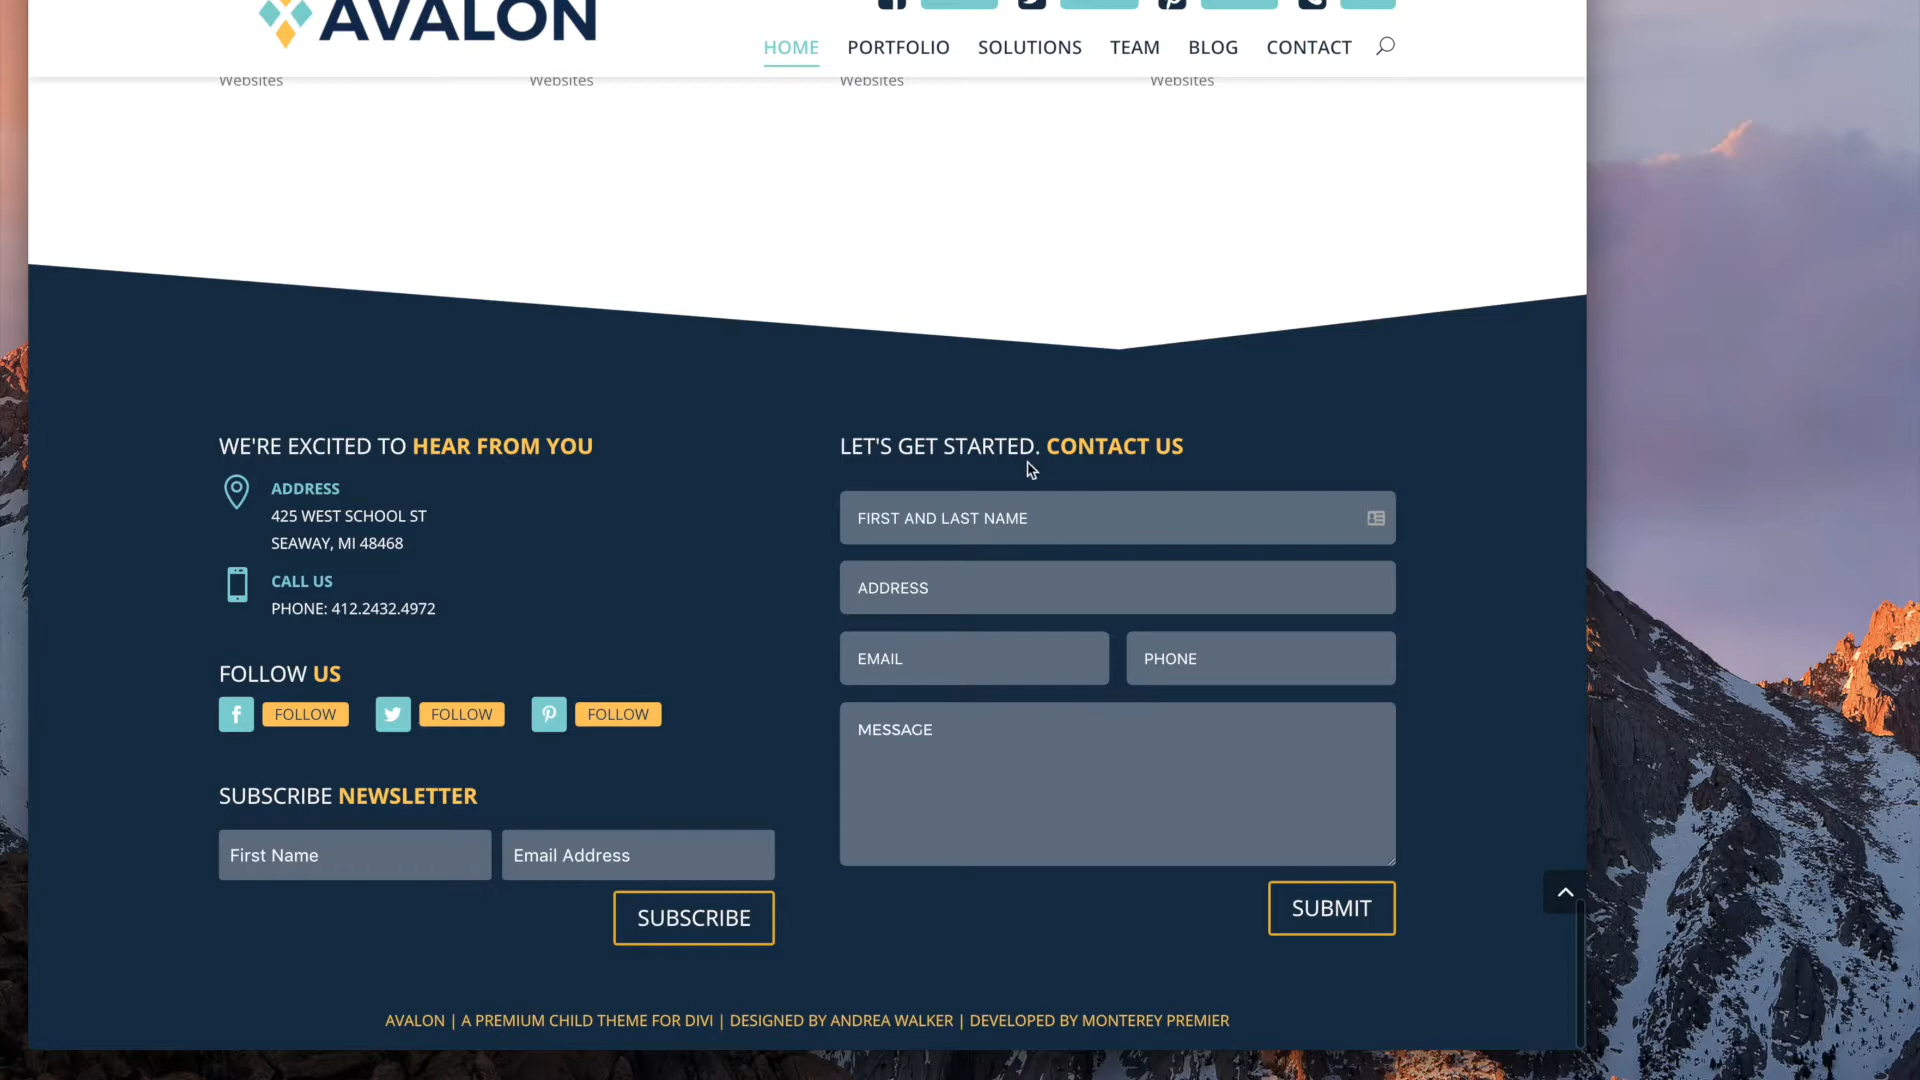 AVALON
HOME PORTFOLIO SOLUTIONS TEAM BLOG CONTACT
Websites Websites Websites Websites
WE'RE EXCITED TO HEAR FROM YOU
ADDRESS
425 WEST SCHOOL ST
SEAWAY, MI 48468
CALL US
PHONE: 412.2432.4972
FOLLOW US
FOLLOW FOLLOW FOLLOW
SUBSCRIBE NEWSLETTER
First Name Email Address
SUBSCRIBE
LET'S GET STARTED. CONTACT US
FIRST AND LAST NAME
ADDRESS
EMAIL PHONE
MESSAGE
SUBMIT
AVALON | A PREMIUM CHILD THEME FOR DIVI | DESIGNED BY ANDREA WALKER | DEVELOPED BY MONTEREY PREMIER